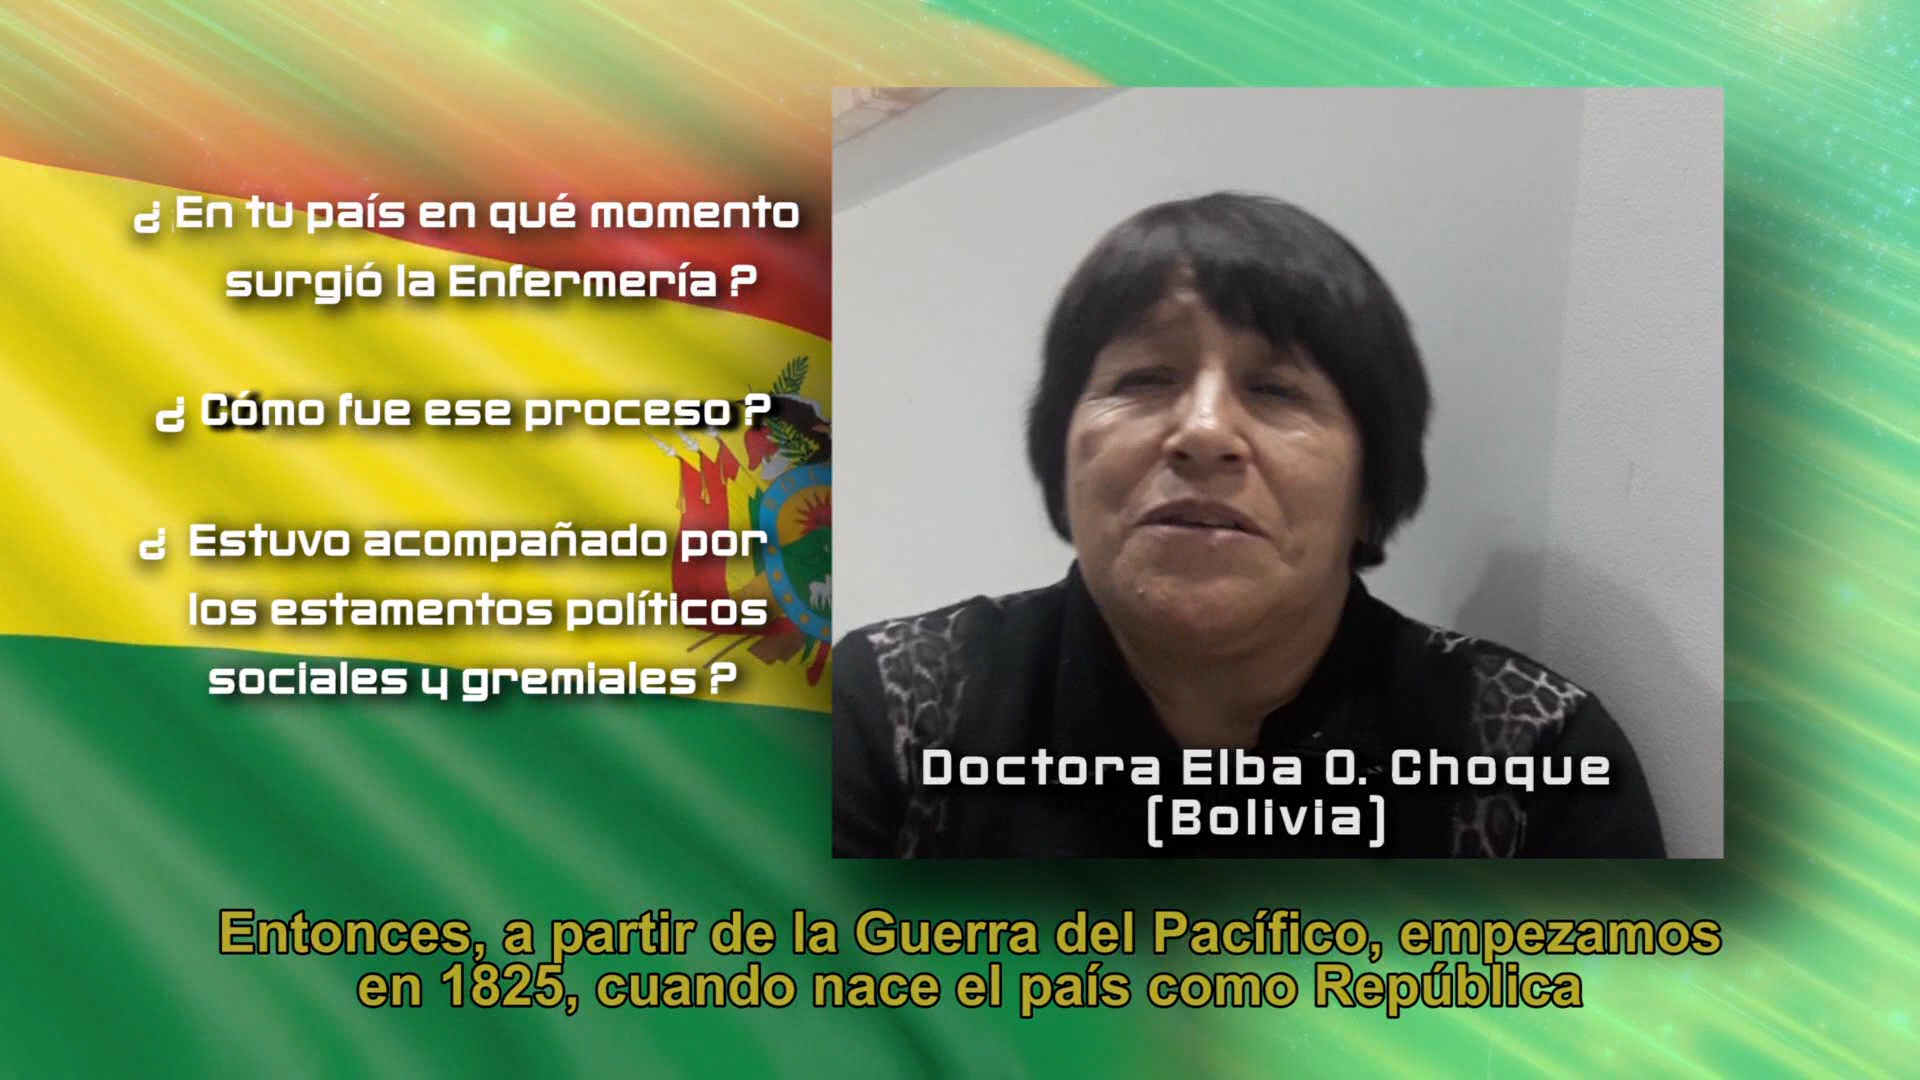 ¿ En tu país en qué momento
surgió la Enfermería ?
¿ Cómo fue ese proceso ?
¿ Estuvo acompañado por
los estamentos políticos
sociales y gremiales ?
Doctora Elba O. Choque
(Bolivia)
Entonces, a partir de la Guerra del Pacífico, empezamos
en 1825, cuando nace el país como República